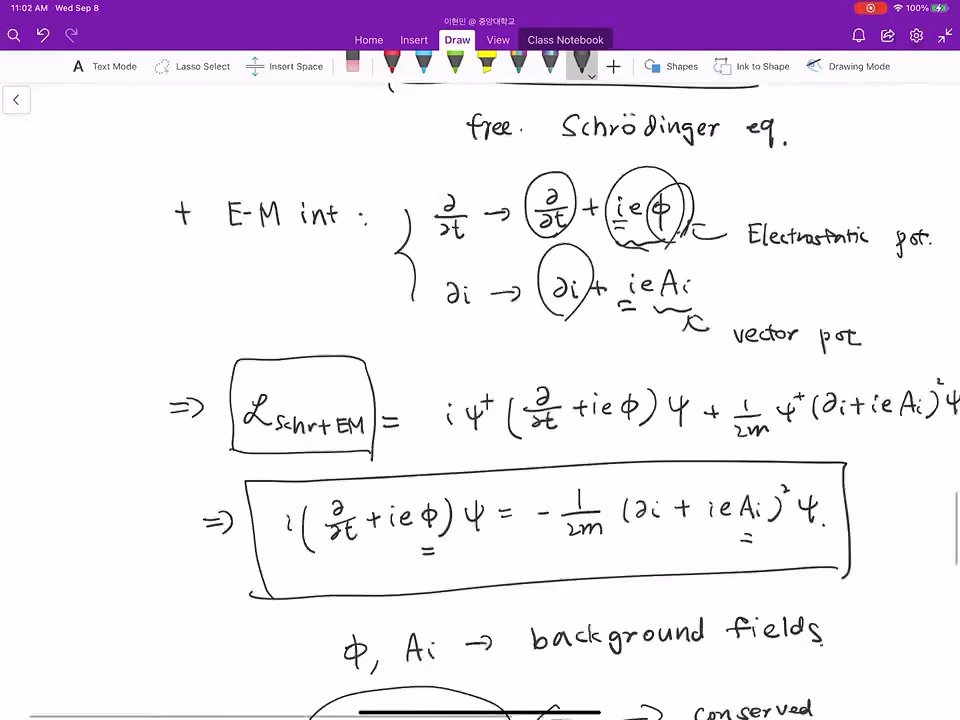 11:02 AM Wed Sep 8
100%
이현민 @ 중앙대학교
Home Insert Draw View Class Notebook
A Text Mode Lasso Select Insert Space Shapes Ink to Shape Drawing Mode
free. Schrödinger eq.
+ E-M int : { ∂/∂t → ∂/∂t + ieϕ Electrostatic pot.
∂i → ∂i + ieAi vector pot
⇒ ℒ Schr+EM = iψ† (∂/∂t + ieϕ) ψ + 1/2m ψ† (∂i + ieAi)² ψ
⇒ i (∂/∂t + ieϕ) ψ = - 1/2m (∂i + ieAi)² ψ.
ϕ, Ai → background fields.
→ conserved